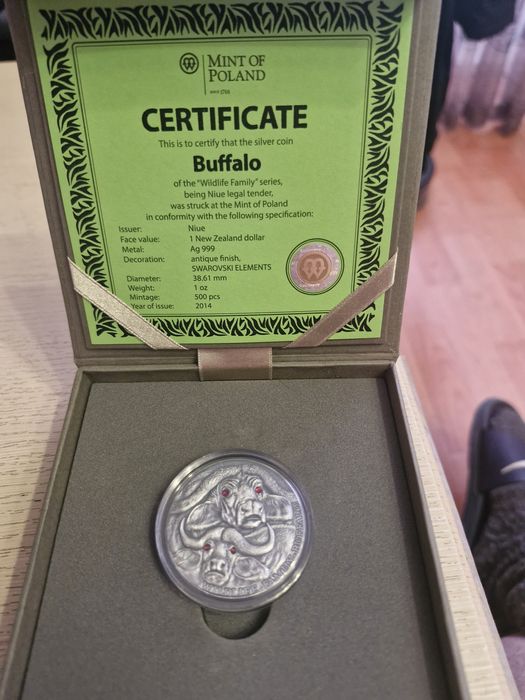 MINT OF
POLAND
SINCE 1766
CERTIFICATE
This is to certify that the silver coin
Buffalo
of the "Wildlife Family" series,
being Niue legal tender,
was struck at the Mint of Poland
in conformity with the following specification:
Issuer: Niue
Face value: 1 New Zealand dollar
Metal: Ag 999
Decoration: antique finish,
SWAROVSKI ELEMENTS
Diameter: 38.61 mm
Weight: 1 oz
Mintage: 500 pcs
Year of issue: 2014